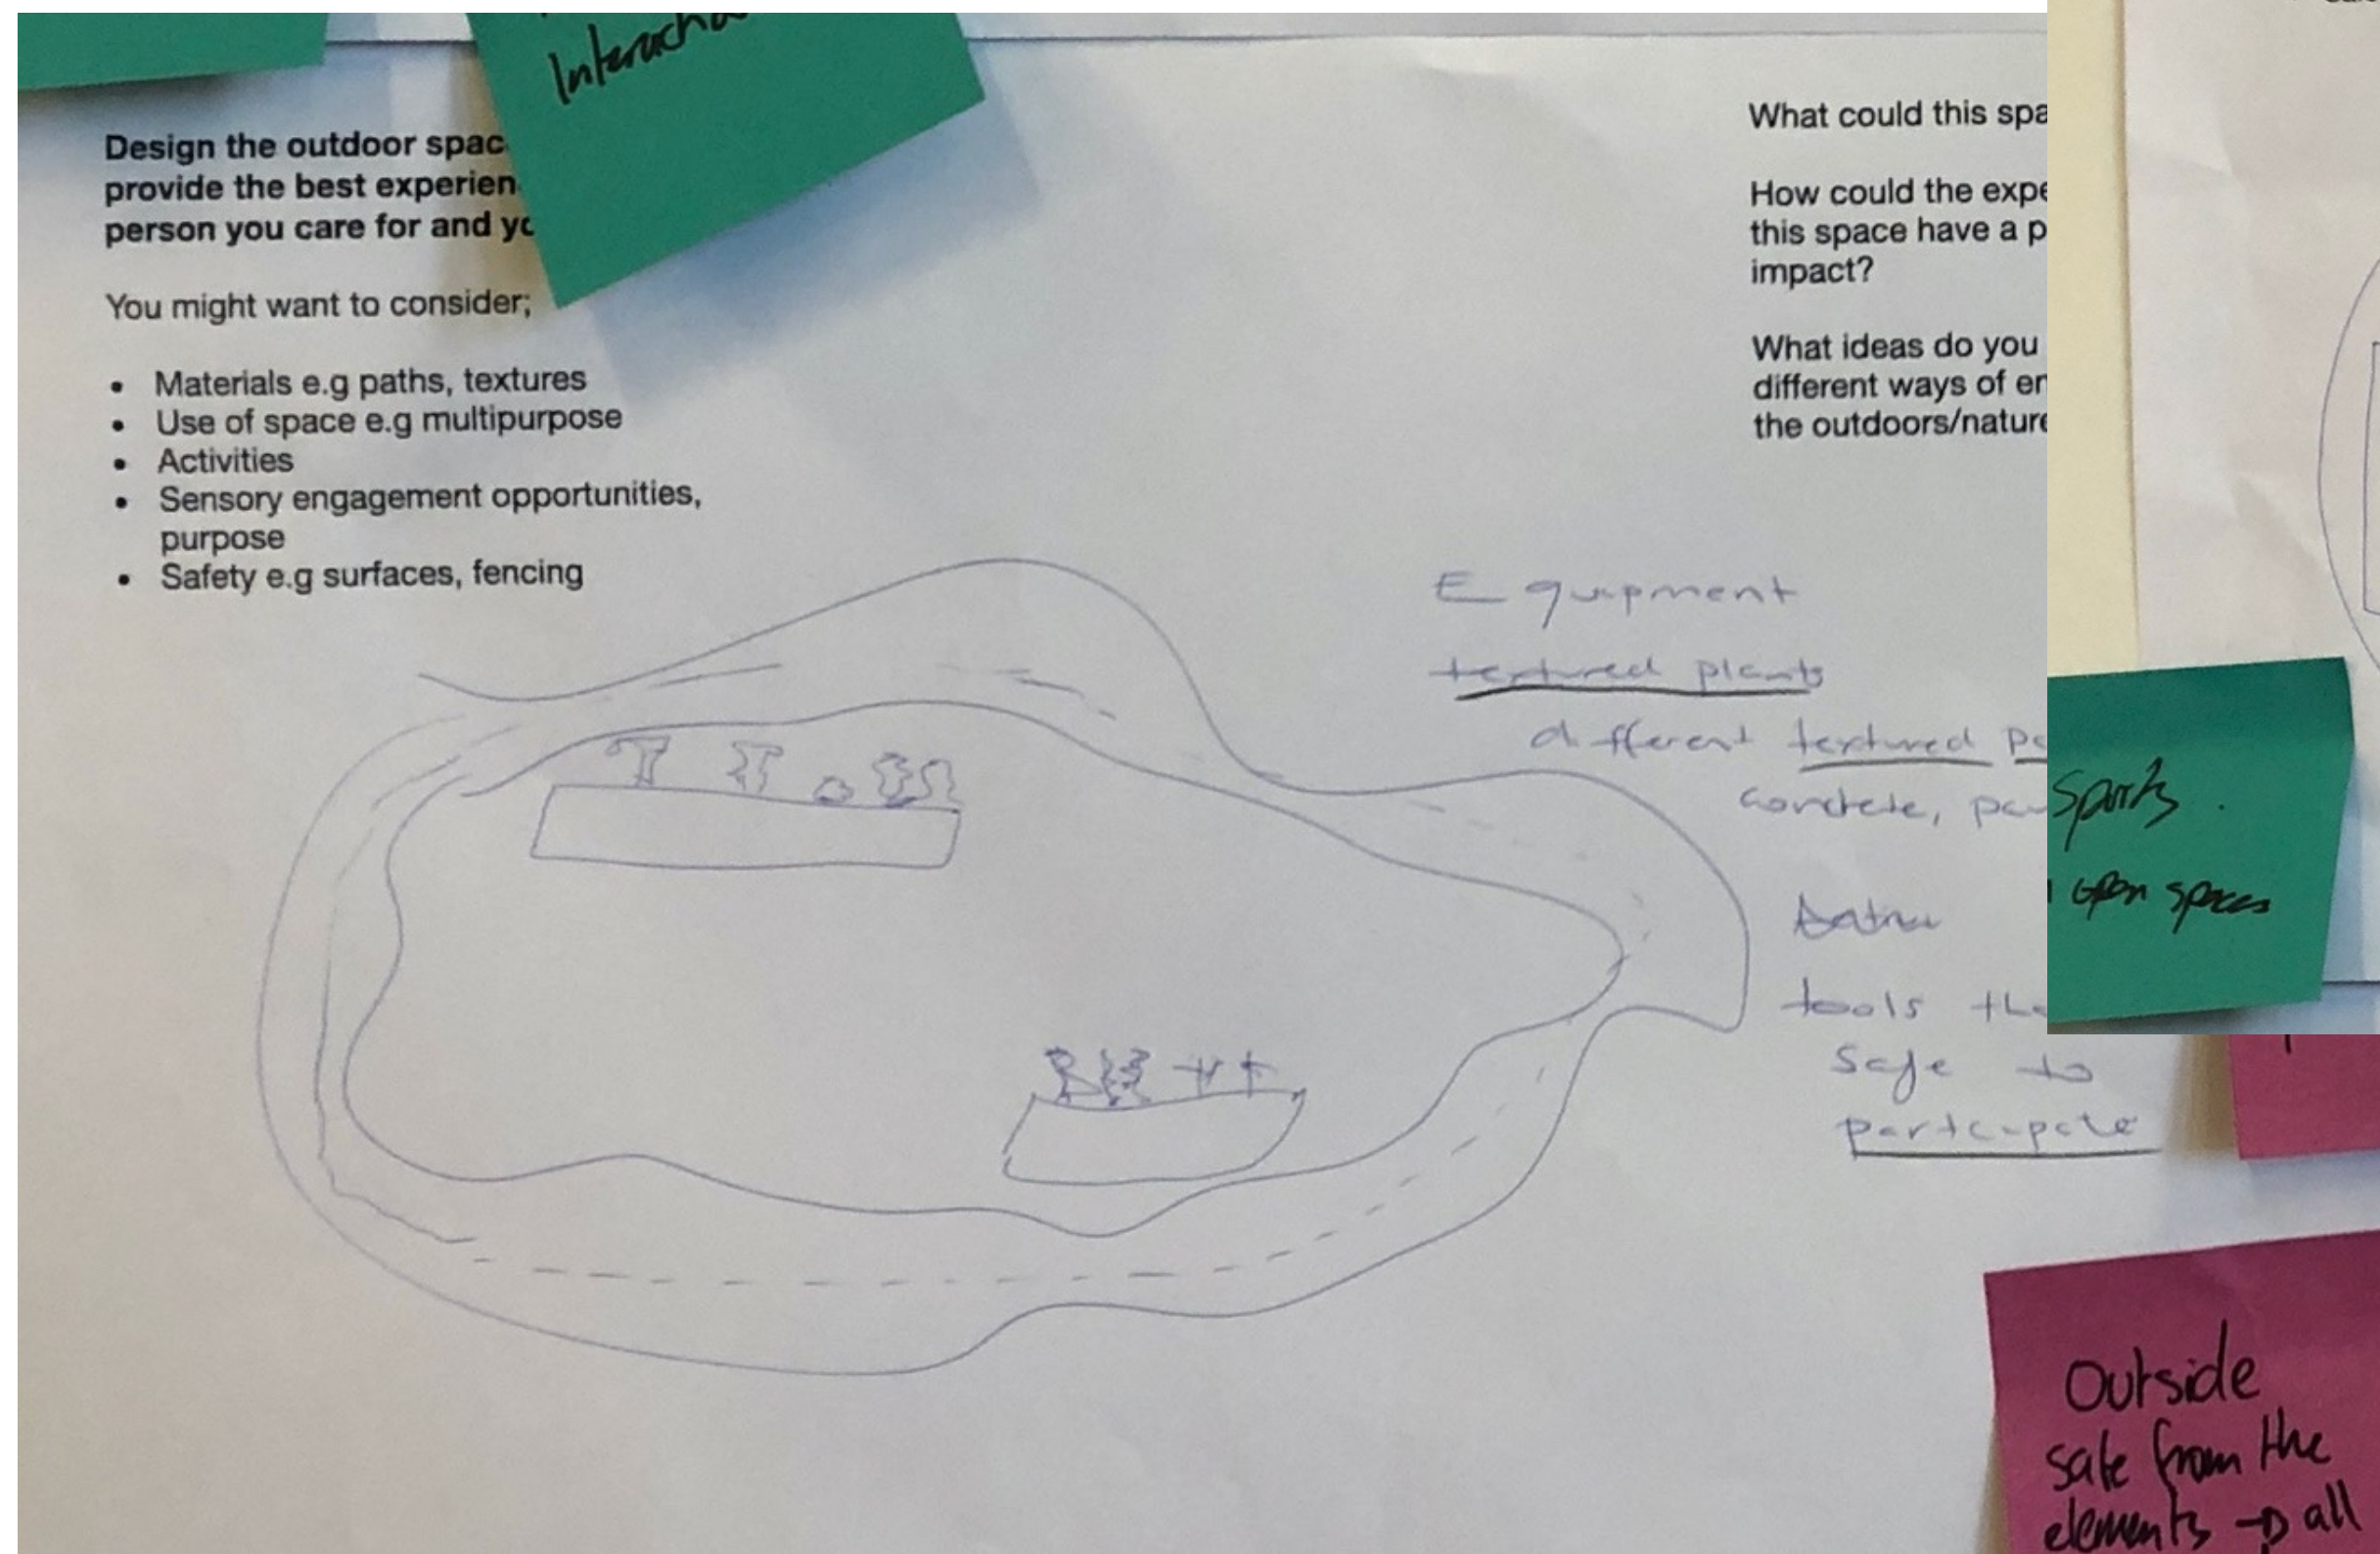 Design the outdoor spac
provide the best experien
person you care for and yo
You might want to consider;
• Materials e.g paths, textures
• Use of space e.g multipurpose
• Activities
• Sensory engagement opportunities,
purpose
• Safety e.g surfaces, fencing
What could this spa
How could the expe
this space have a p
impact?
What ideas do you
different ways of en
the outdoors/nature
Equipment
textured plants
different textured
concrete,
tools
safe to
participate
Sports.
open spaces
Outside
safe from the
elements → all